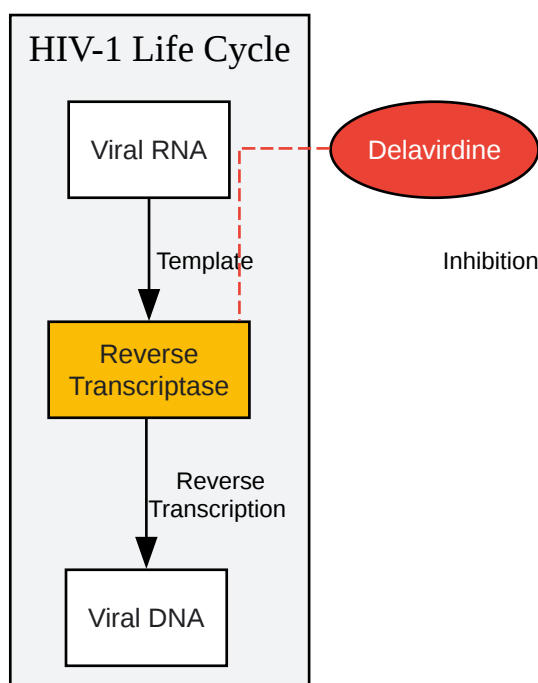 HIV-1 Life Cycle
Viral RNA
Delavirdine
Template
Inhibition
Reverse
Transcriptase
Reverse
Transcription
Viral DNA